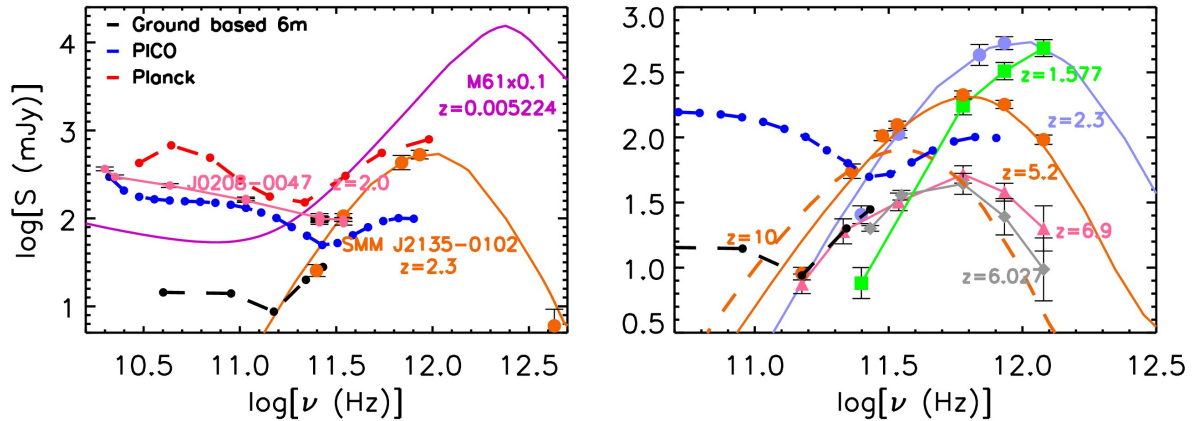 Ground based 6m
PICO
Planck
M61x0.1
z=0.005224
J0208-0047
z=2.0
SMM J2135-0102
z=2.3
log[S (mJy)]
4
3
2
1
10.5
11.0
11.5
12.0
12.5
log[ν (Hz)]
3.0
2.5
2.0
1.5
1.0
0.5
z=1.577
z=2.3
z=5.2
z=10
z=6.9
z=6.027
11.0
11.5
12.0
12.5
log[ν (Hz)]